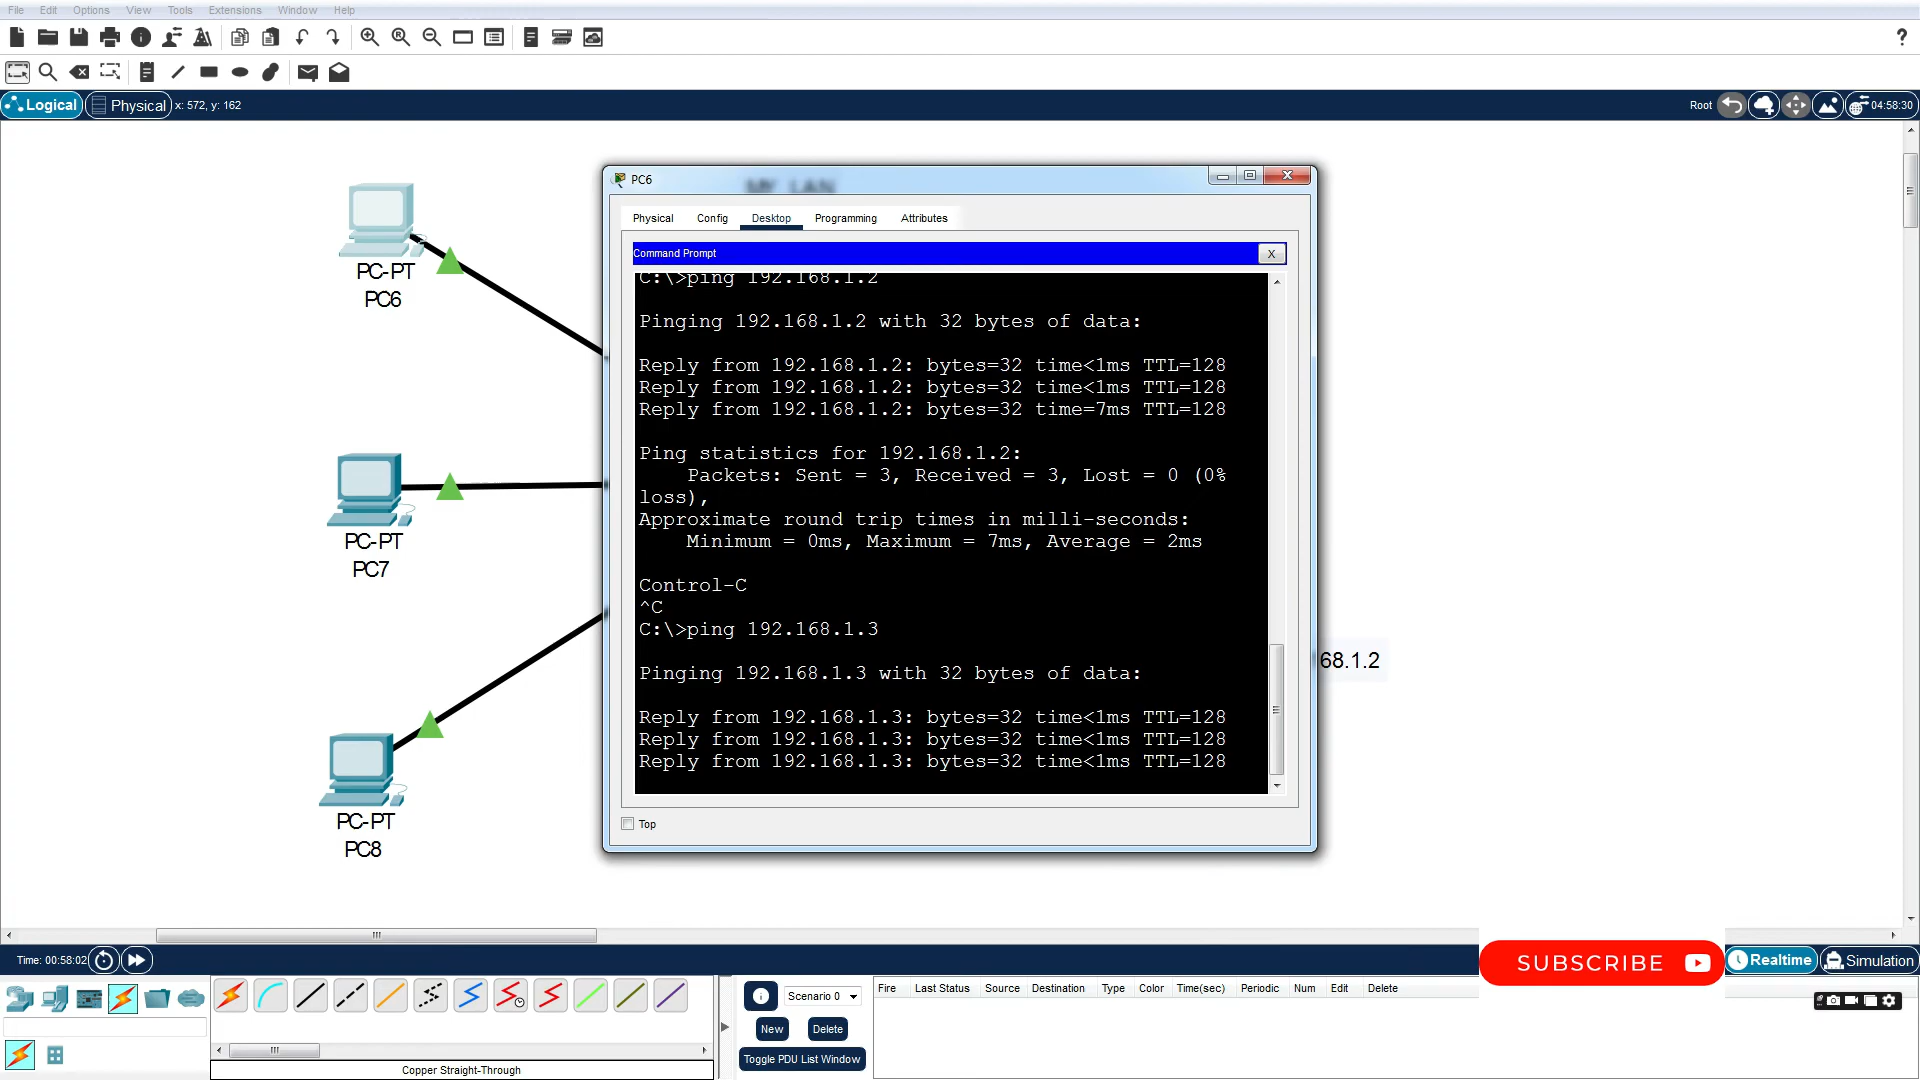 File Edit Options View Tools Extensions Window Help
?
Logical Physical x: 572, y: 162 Root 04:58:30
MY LAN
PC-PT
PC6
PC-PT
PC7
PC-PT
PC8
PC6
Physical Config Desktop Programming Attributes
Command Prompt X
C:\>ping 192.168.1.2
Pinging 192.168.1.2 with 32 bytes of data:
Reply from 192.168.1.2: bytes=32 time<1ms TTL=128
Reply from 192.168.1.2: bytes=32 time<1ms TTL=128
Reply from 192.168.1.2: bytes=32 time=7ms TTL=128
Ping statistics for 192.168.1.2:
Packets: Sent = 3, Received = 3, Lost = 0 (0%
loss),
Approximate round trip times in milli-seconds:
Minimum = 0ms, Maximum = 7ms, Average = 2ms
Control-C
^C
C:\>ping 192.168.1.3
Pinging 192.168.1.3 with 32 bytes of data:
Reply from 192.168.1.3: bytes=32 time<1ms TTL=128
Reply from 192.168.1.3: bytes=32 time<1ms TTL=128
Reply from 192.168.1.3: bytes=32 time<1ms TTL=128
Top
68.1.2
Time: 00:58:02
SUBSCRIBE
Realtime Simulation
Scenario 0
New Delete
Toggle PDU List Window
Fire Last Status Source Destination Type Color Time(sec) Periodic Num Edit Delete
Copper Straight-Through